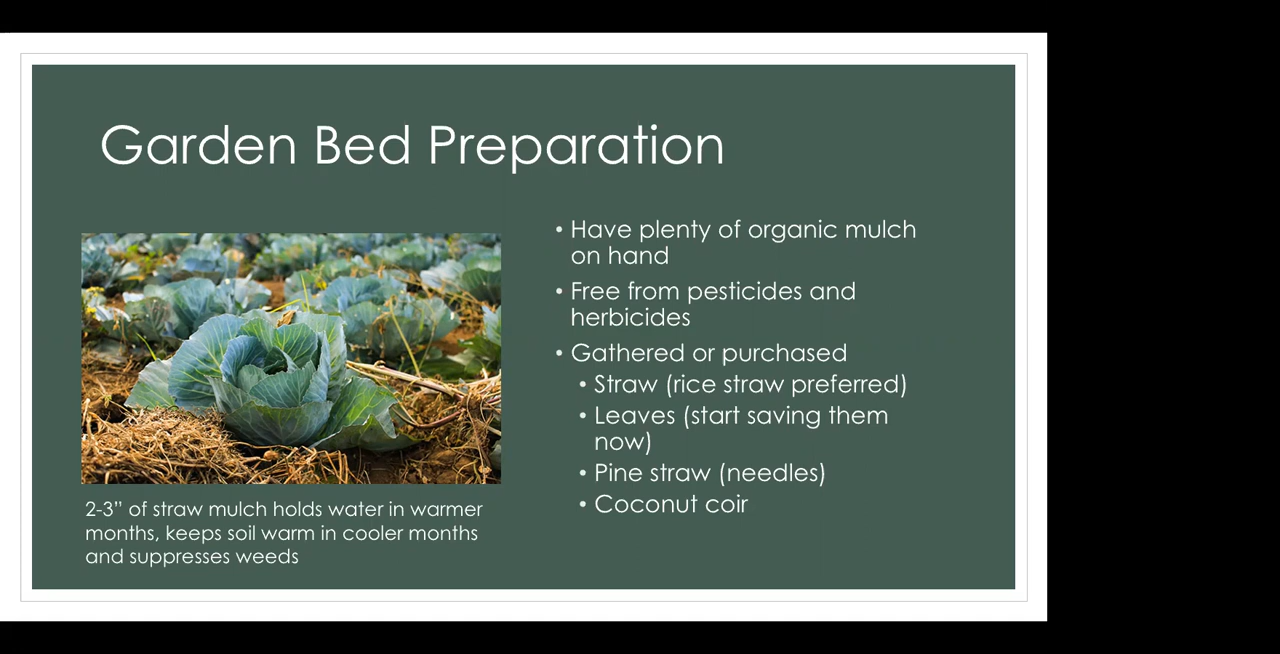 Garden Bed Preparation
2-3” of straw mulch holds water in warmer
months, keeps soil warm in cooler months
and suppresses weeds
• Have plenty of organic mulch
on hand
• Free from pesticides and
herbicides
• Gathered or purchased
• Straw (rice straw preferred)
• Leaves (start saving them
now)
• Pine straw (needles)
• Coconut coir